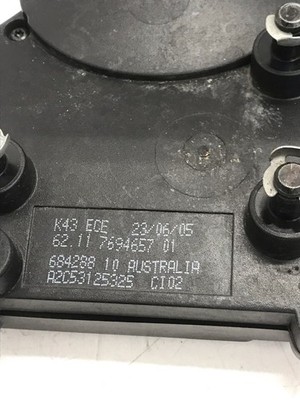 K43 ECE 23/06/05
62.11 7694657 01
684288 10 AUSTRALIA
A2C53125325 CI02